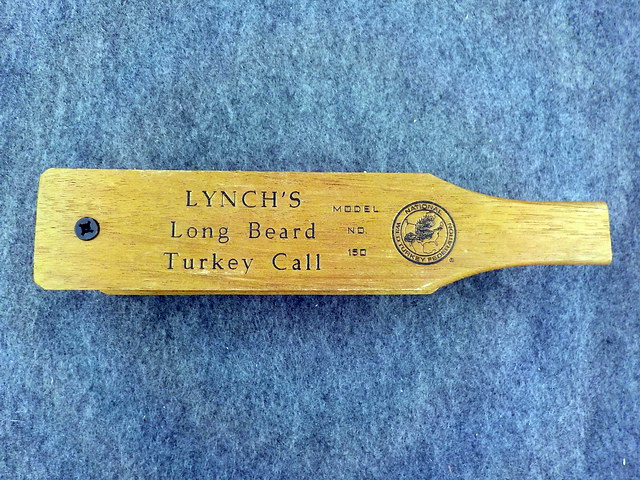 LYNCH'S
Long Beard
Turkey Call
MODEL
NO.
150
NATIONAL
WILD TURKEY FEDERATION